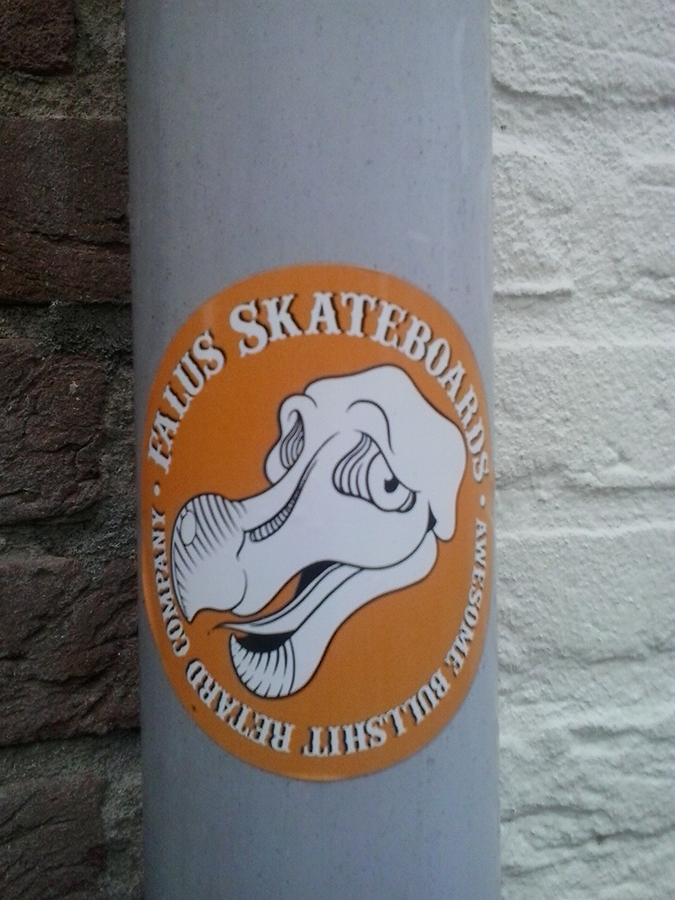 FALUS SKATEBOARDS
AWESOME BULLSHIT RETARD COMPANY